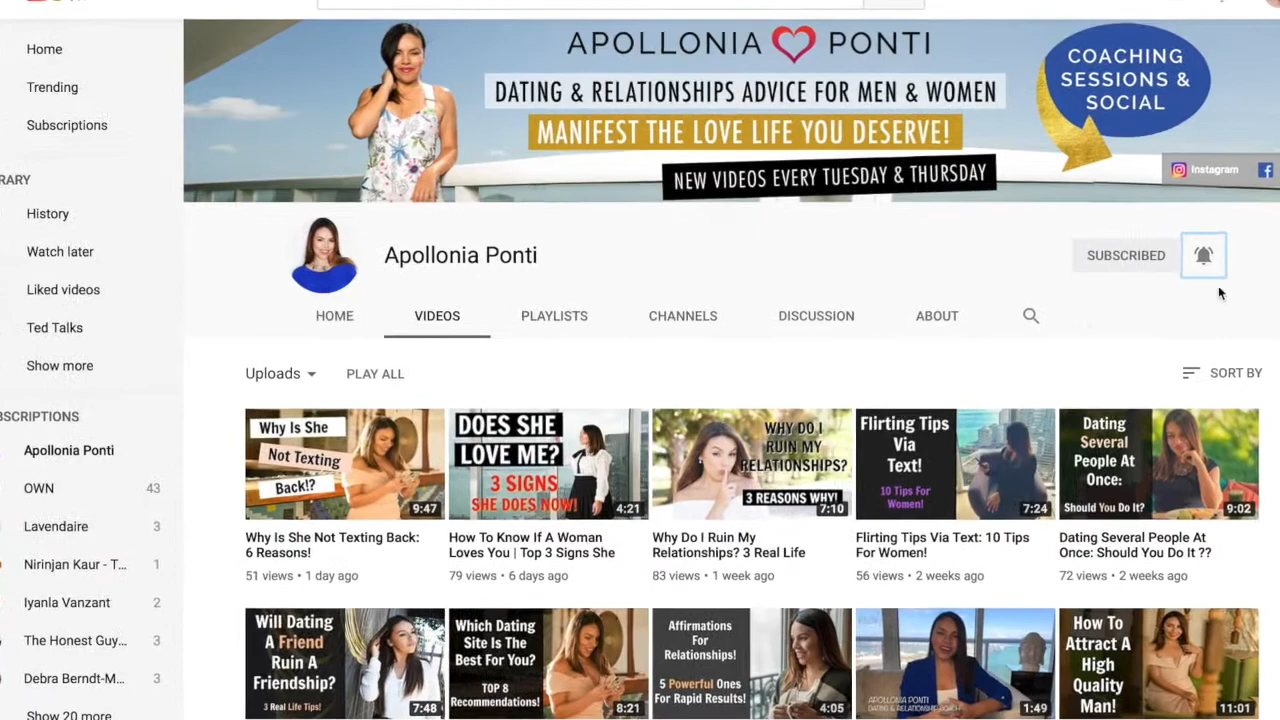 APOLLONIA PONTI
DATING & RELATIONSHIPS ADVICE FOR MEN & WOMEN
MANIFEST THE LOVE LIFE YOU DESERVE!
NEW VIDEOS EVERY TUESDAY & THURSDAY
COACHING
SESSIONS &
SOCIAL
Instagram
Home
Trending
Subscriptions
RARY
History
Watch later
Liked videos
Ted Talks
Show more
BSCRIPTIONS
Apollonia Ponti
OWN 43
Lavendaire 3
Nirinjan Kaur - T... 1
Iyanla Vanzant 2
The Honest Guy... 3
Debra Berndt-M... 3
Show 20 more
Apollonia Ponti
SUBSCRIBED
HOME VIDEOS PLAYLISTS CHANNELS DISCUSSION ABOUT
Uploads PLAY ALL SORT BY
Why Is She
Not Texting
Back!?
9:47
Why Is She Not Texting Back:
6 Reasons!
51 views • 1 day ago
DOES SHE
LOVE ME?
3 SIGNS
SHE DOES NOW!
4:21
How To Know If A Woman
Loves You | Top 3 Signs She
79 views • 6 days ago
WHY DO I
RUIN MY
RELATIONSHIPS?
3 REASONS WHY!
7:10
Why Do I Ruin My
Relationships? 3 Real Life
83 views • 1 week ago
Flirting Tips
Via
Text!
10 Tips For
Women!
7:24
Flirting Tips Via Text: 10 Tips
For Women!
56 views • 2 weeks ago
Dating
Several
People At
Once:
Should You Do It?
9:02
Dating Several People At
Once: Should You Do It ??
72 views • 2 weeks ago
Will Dating
A Friend
Ruin A
Friendship?
3 Real Life Tips!
7:48
Which Dating
Site Is The
Best For You?
TOP 8
Recommendations!
8:21
Affirmations
For
Relationships!
5 Powerful Ones
For Rapid Results!
4:05
APOLLONIA PONTI
DATING & RELATIONSHIP COACH
1:49
How To
Attract A
High
Quality
Man!
11:01